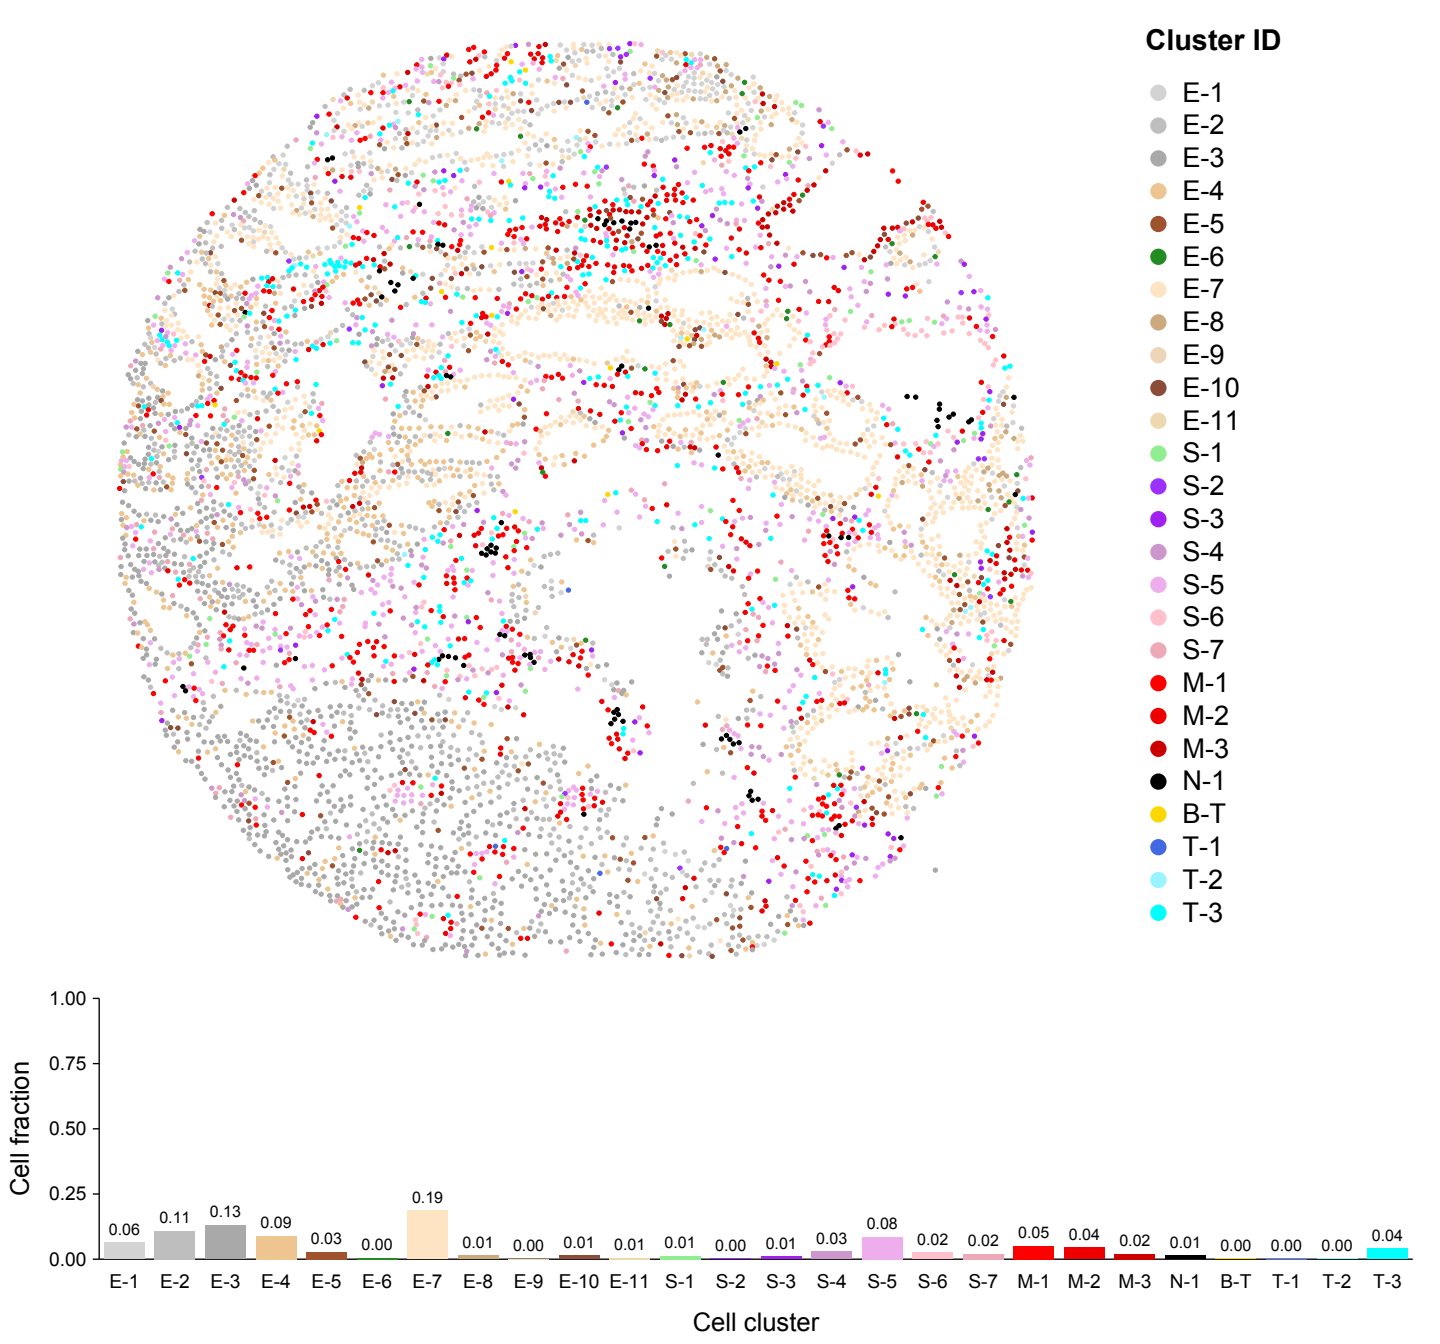 Cluster ID
E-1
E-2
E-3
E-4
E-5
E-6
E-7
E-8
E-9
E-10
E-11
S-1
S-2
S-3
S-4
S-5
S-6
S-7
M-1
M-2
M-3
N-1
B-T
T-1
T-2
T-3
Cell fraction
1.00
0.75
0.50
0.25
0.00
0.06 0.11 0.13 0.09 0.03 0.00 0.19 0.01 0.00 0.01 0.01 0.01 0.00 0.01 0.03 0.08 0.02 0.02 0.05 0.04 0.02 0.01 0.00 0.00 0.00 0.04
E-1 E-2 E-3 E-4 E-5 E-6 E-7 E-8 E-9 E-10 E-11 S-1 S-2 S-3 S-4 S-5 S-6 S-7 M-1 M-2 M-3 N-1 B-T T-1 T-2 T-3
Cell cluster